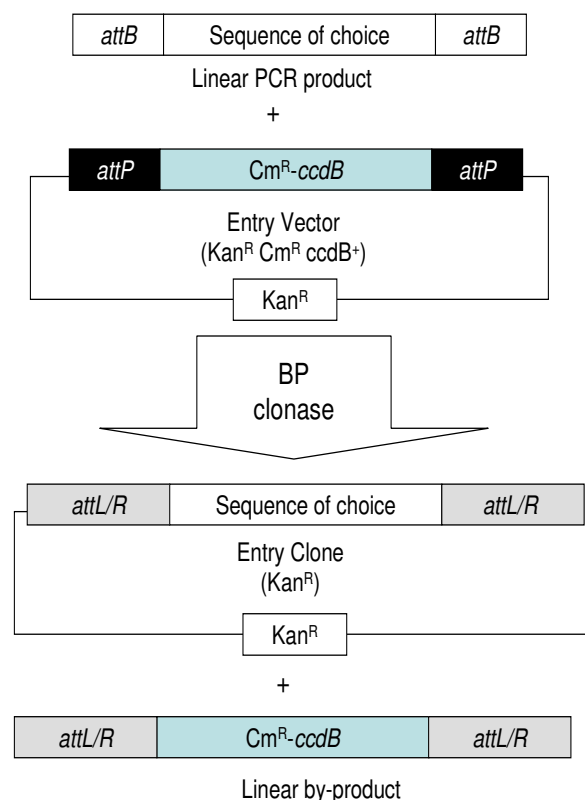 attB Sequence of choice attB
Linear PCR product
+
attP Cmᴿ-ccdB attP
Entry Vector
(Kanᴿ Cmᴿ ccdB⁺)
Kanᴿ
BP
clonase
attL/R Sequence of choice attL/R
Entry Clone
(Kanᴿ)
Kanᴿ
+
attL/R Cmᴿ-ccdB attL/R
Linear by-product